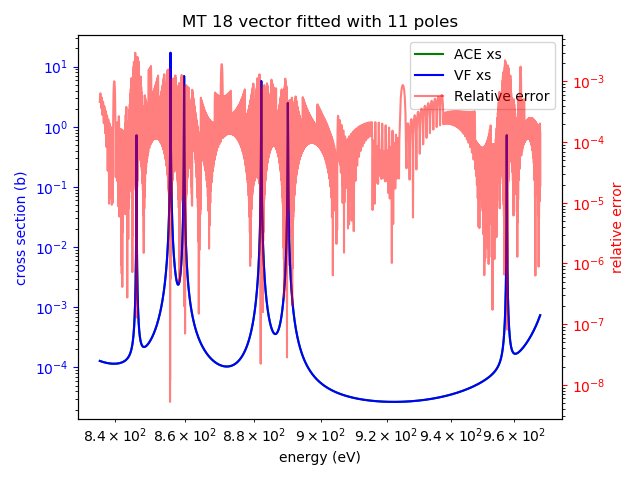 MT 18 vector fitted with 11 poles
ACE xs
VF xs
Relative error
10¹
10⁰
10⁻¹
10⁻²
10⁻³
10⁻⁴
cross section (b)
10⁻³
10⁻⁴
10⁻⁵
10⁻⁶
10⁻⁷
10⁻⁸
relative error
8.4 × 10² 8.6 × 10² 8.8 × 10² 9 × 10² 9.2 × 10² 9.4 × 10² 9.6 × 10²
energy (eV)